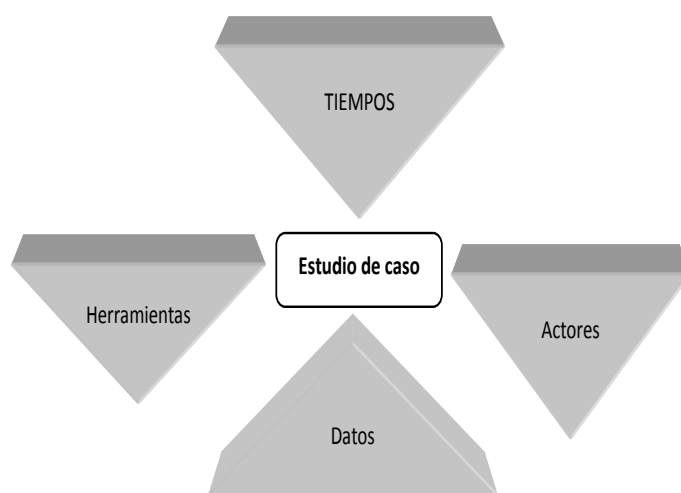 TIEMPOS
Estudio de caso
Herramientas
Actores
Datos